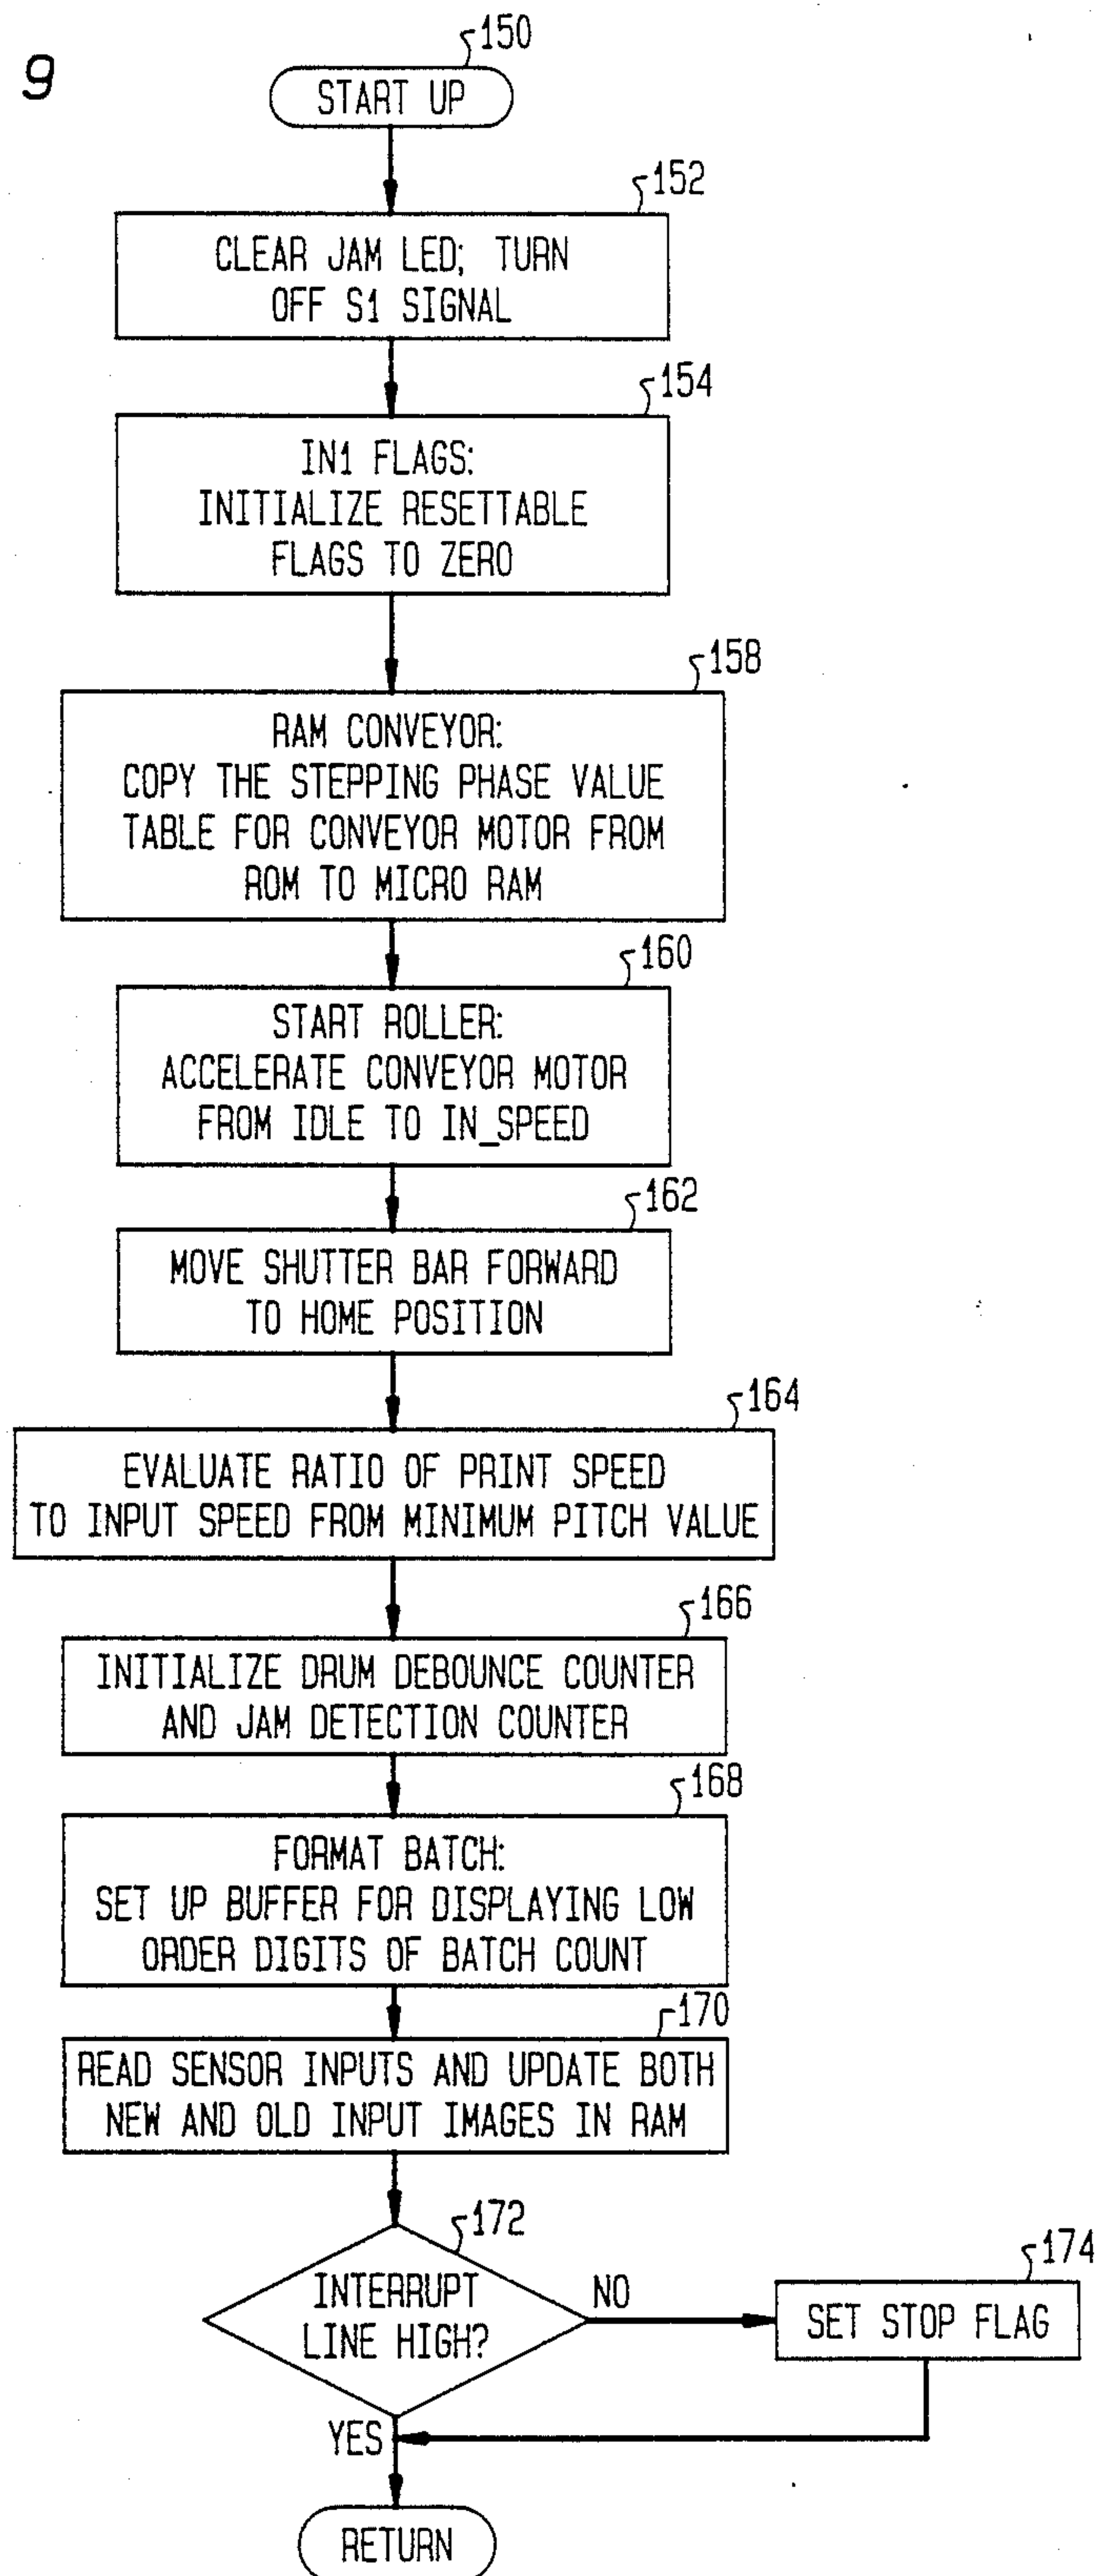 9
150
START UP
152
CLEAR JAM LED; TURN
OFF S1 SIGNAL
154
IN1 FLAGS:
INITIALIZE RESETTABLE
FLAGS TO ZERO
158
RAM CONVEYOR:
COPY THE STEPPING PHASE VALUE
TABLE FOR CONVEYOR MOTOR FROM
ROM TO MICRO RAM
160
START ROLLER:
ACCELERATE CONVEYOR MOTOR
FROM IDLE TO IN_SPEED
162
MOVE SHUTTER BAR FORWARD
TO HOME POSITION
164
EVALUATE RATIO OF PRINT SPEED
TO INPUT SPEED FROM MINIMUM PITCH VALUE
166
INITIALIZE DRUM DEBOUNCE COUNTER
AND JAM DETECTION COUNTER
168
FORMAT BATCH:
SET UP BUFFER FOR DISPLAYING LOW
ORDER DIGITS OF BATCH COUNT
170
READ SENSOR INPUTS AND UPDATE BOTH
NEW AND OLD INPUT IMAGES IN RAM
172
INTERRUPT
LINE HIGH?
NO
174
SET STOP FLAG
YES
RETURN